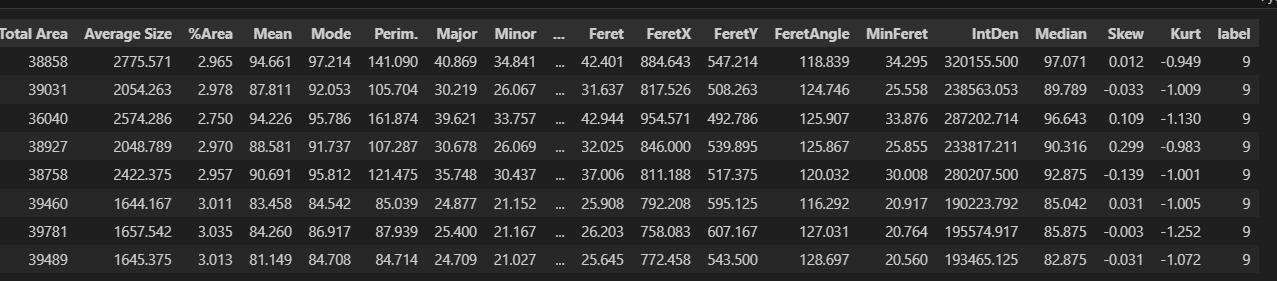 Total Area Average Size %Area Mean Mode Perim. Major Minor ... Feret FeretX FeretY FeretAngle MinFeret IntDen Median Skew Kurt label
38858 2775.571 2.965 94.661 97.214 141.090 40.869 34.841 ... 42.401 884.643 547.214 118.839 34.295 320155.500 97.071 0.012 -0.949 9
39031 2054.263 2.978 87.811 92.053 105.704 30.219 26.067 ... 31.637 817.526 508.263 124.746 25.558 238563.053 89.789 -0.033 -1.009 9
36040 2574.286 2.750 94.226 95.786 161.874 39.621 33.757 ... 42.944 954.571 492.786 125.907 33.876 287202.714 96.643 0.109 -1.130 9
38927 2048.789 2.970 88.581 91.737 107.287 30.678 26.069 ... 32.025 846.000 539.895 125.867 25.855 233817.211 90.316 0.299 -0.983 9
38758 2422.375 2.957 90.691 95.812 121.475 35.748 30.437 ... 37.006 811.188 517.375 120.032 30.008 280207.500 92.875 -0.139 -1.001 9
39460 1644.167 3.011 83.458 84.542 85.039 24.877 21.152 ... 25.908 792.208 595.125 116.292 20.917 190223.792 85.042 0.031 -1.005 9
39781 1657.542 3.035 84.260 86.917 87.939 25.400 21.167 ... 26.203 758.083 607.167 127.031 20.764 195574.917 85.875 -0.003 -1.252 9
39489 1645.375 3.013 81.149 84.708 84.714 24.709 21.027 ... 25.645 772.458 543.500 128.697 20.560 193465.125 82.875 -0.031 -1.072 9